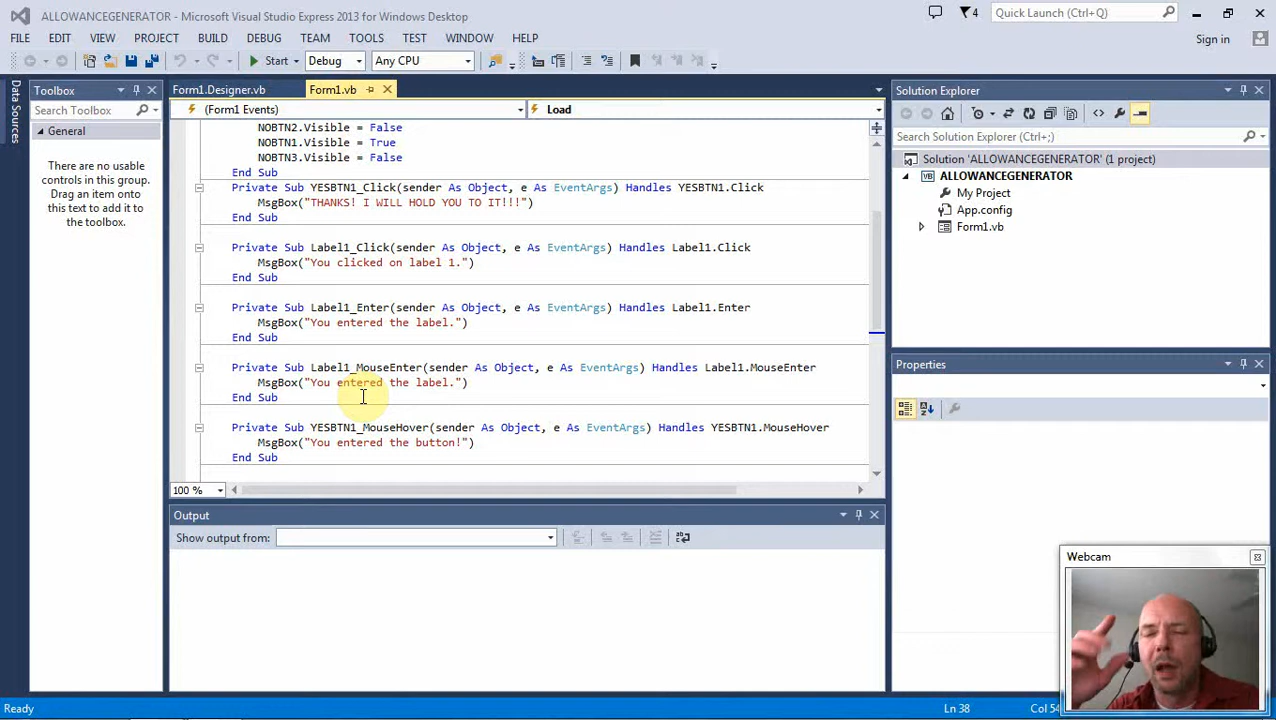 ALLOWANCEGENERATOR - Microsoft Visual Studio Express 2013 for Windows Desktop
4
Quick Launch (Ctrl+Q)
FILE EDIT VIEW PROJECT BUILD DEBUG TEAM TOOLS TEST WINDOW HELP
Sign in
Start Debug Any CPU
Data Sources
Toolbox
Search Toolbox
General
There are no usable
controls in this group.
Drag an item onto
this text to add it to
the toolbox.
Form1.Designer.vb Form1.vb
(Form1 Events) Load
NOBTN2.Visible = False
NOBTN1.Visible = True
NOBTN3.Visible = False
End Sub
Private Sub YESBTN1_Click(sender As Object, e As EventArgs) Handles YESBTN1.Click
MsgBox("THANKS! I WILL HOLD YOU TO IT!!!")
End Sub
Private Sub Label1_Click(sender As Object, e As EventArgs) Handles Label1.Click
MsgBox("You clicked on label 1.")
End Sub
Private Sub Label1_Enter(sender As Object, e As EventArgs) Handles Label1.Enter
MsgBox("You entered the label.")
End Sub
Private Sub Label1_MouseEnter(sender As Object, e As EventArgs) Handles Label1.MouseEnter
MsgBox("You entered the label.")
End Sub
Private Sub YESBTN1_MouseHover(sender As Object, e As EventArgs) Handles YESBTN1.MouseHover
MsgBox("You entered the button!")
End Sub
100 %
Output
Show output from:
Solution Explorer
Search Solution Explorer (Ctrl+;)
Solution 'ALLOWANCEGENERATOR' (1 project)
VB ALLOWANCEGENERATOR
My Project
App.config
Form1.vb
Properties
Webcam
Ready
Ln 38
Col 54